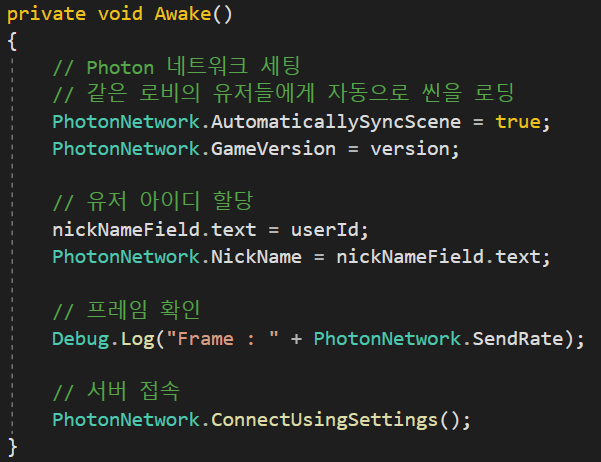 private void Awake()
{
// Photon 네트워크 세팅
// 같은 로비의 유저들에게 자동으로 씬을 로딩
PhotonNetwork.AutomaticallySyncScene = true;
PhotonNetwork.GameVersion = version;
// 유저 아이디 할당
nickNameField.text = userId;
PhotonNetwork.NickName = nickNameField.text;
// 프레임 확인
Debug.Log("Frame : " + PhotonNetwork.SendRate);
// 서버 접속
PhotonNetwork.ConnectUsingSettings();
}